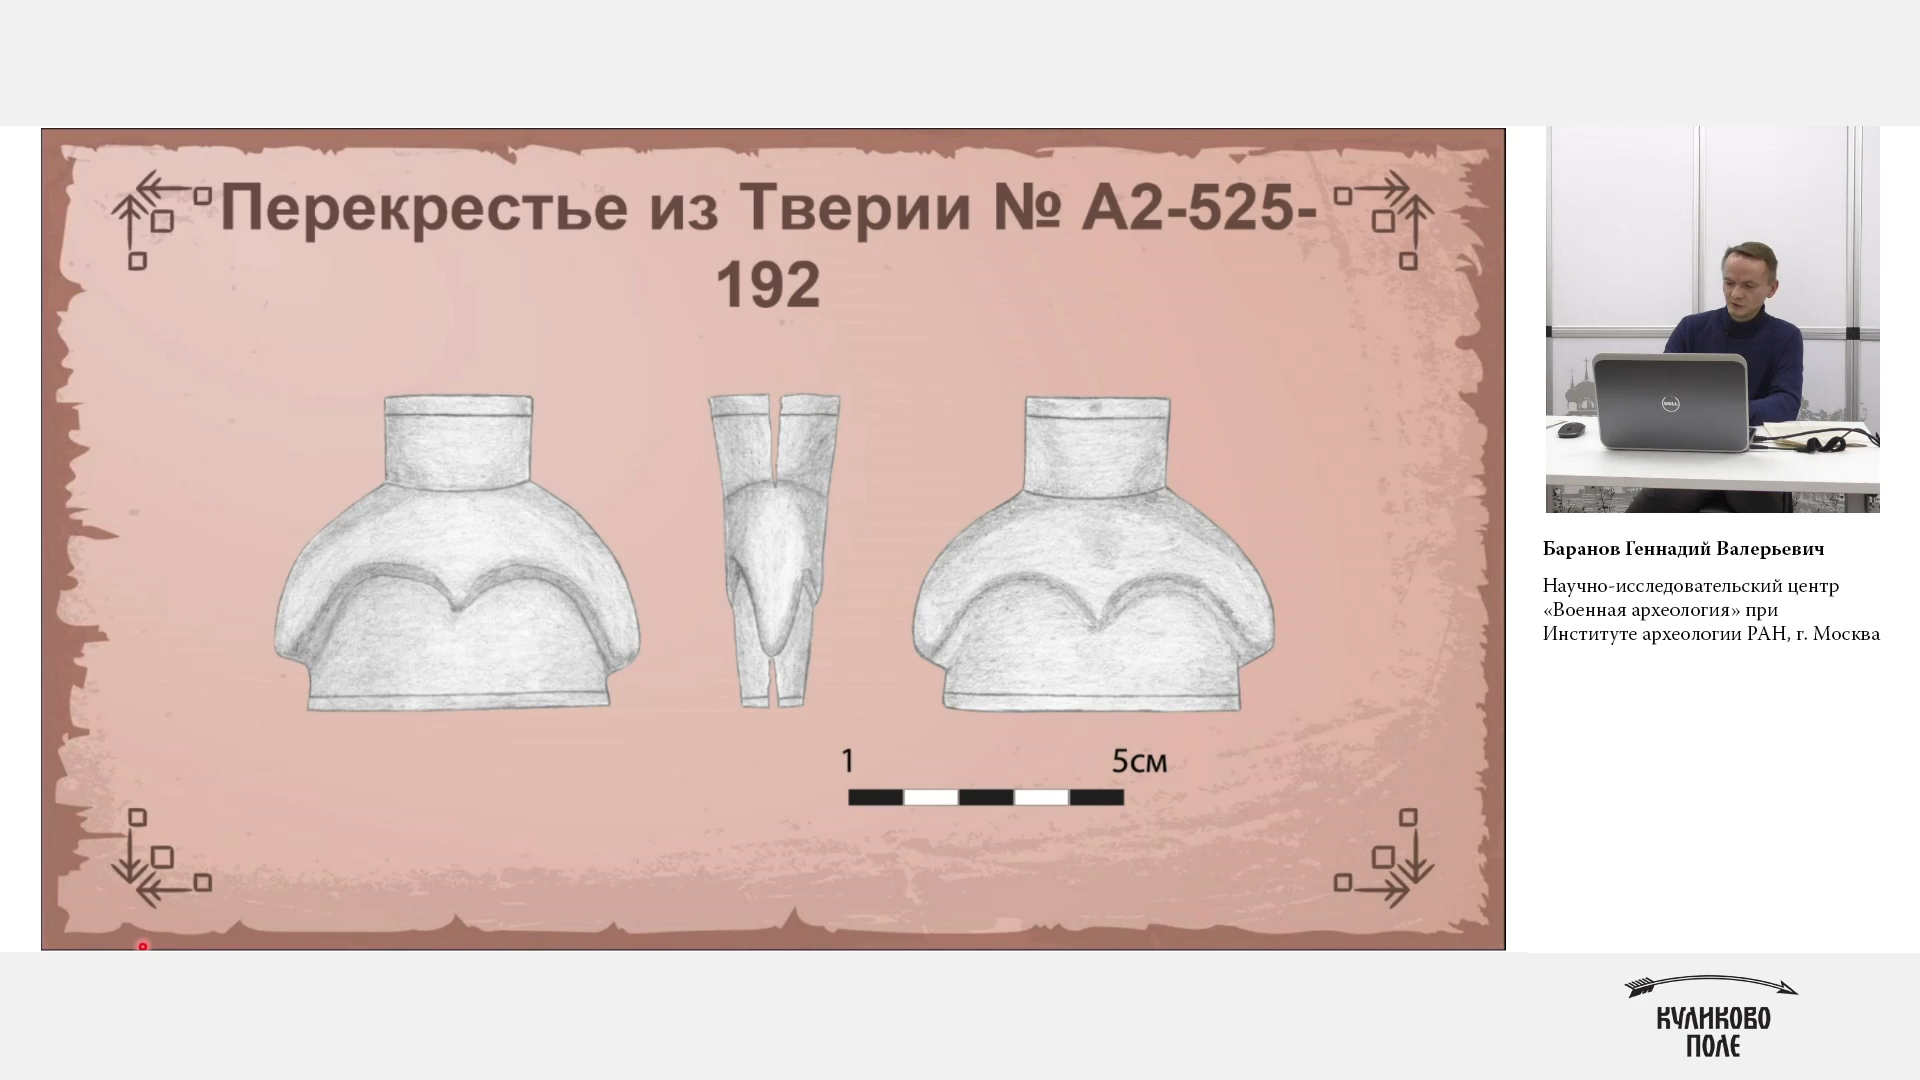 Перекрестье из Тверии № А2-525-
192
1 5см
DELL
Баранов Геннадий Валерьевич
Научно-исследовательский центр
«Военная археология» при
Институте археологии РАН, г. Москва
КУЛИКОВО
ПОЛЕ